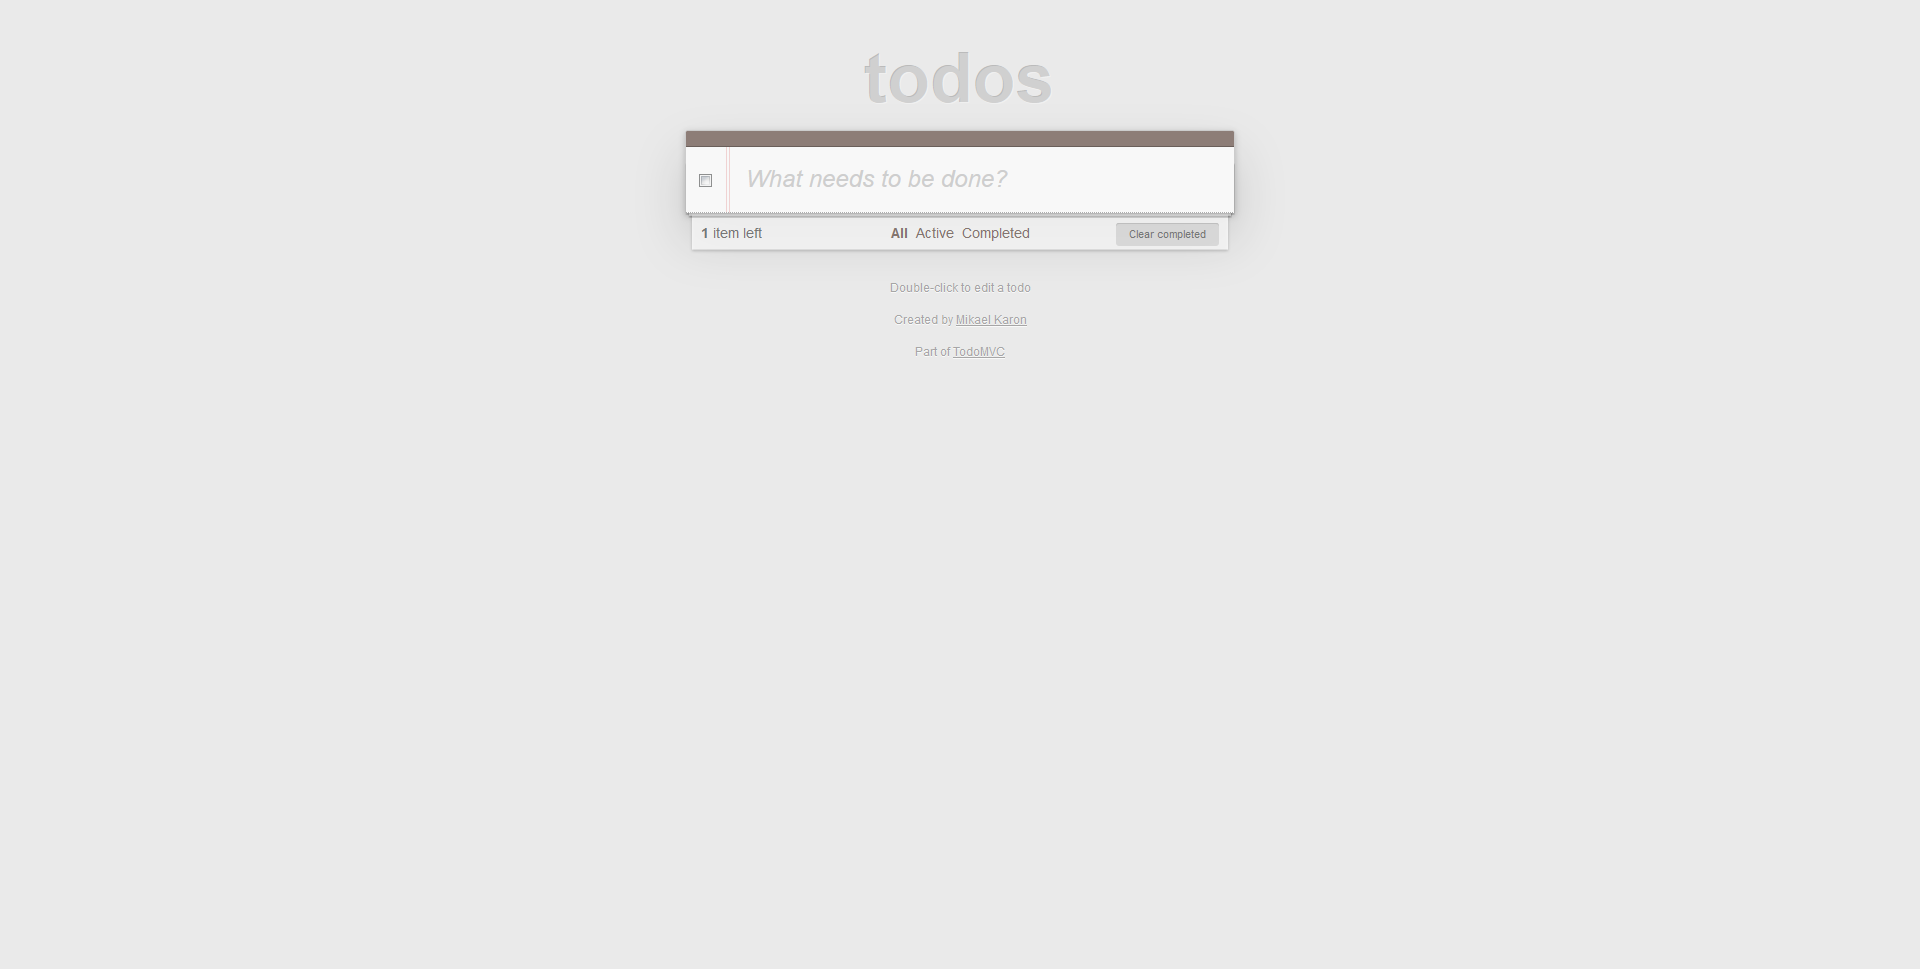 todos
What needs to be done?
1 item left All Active Completed Clear completed
Double-click to edit a todo
Created by Mikael Karon
Part of TodoMVC